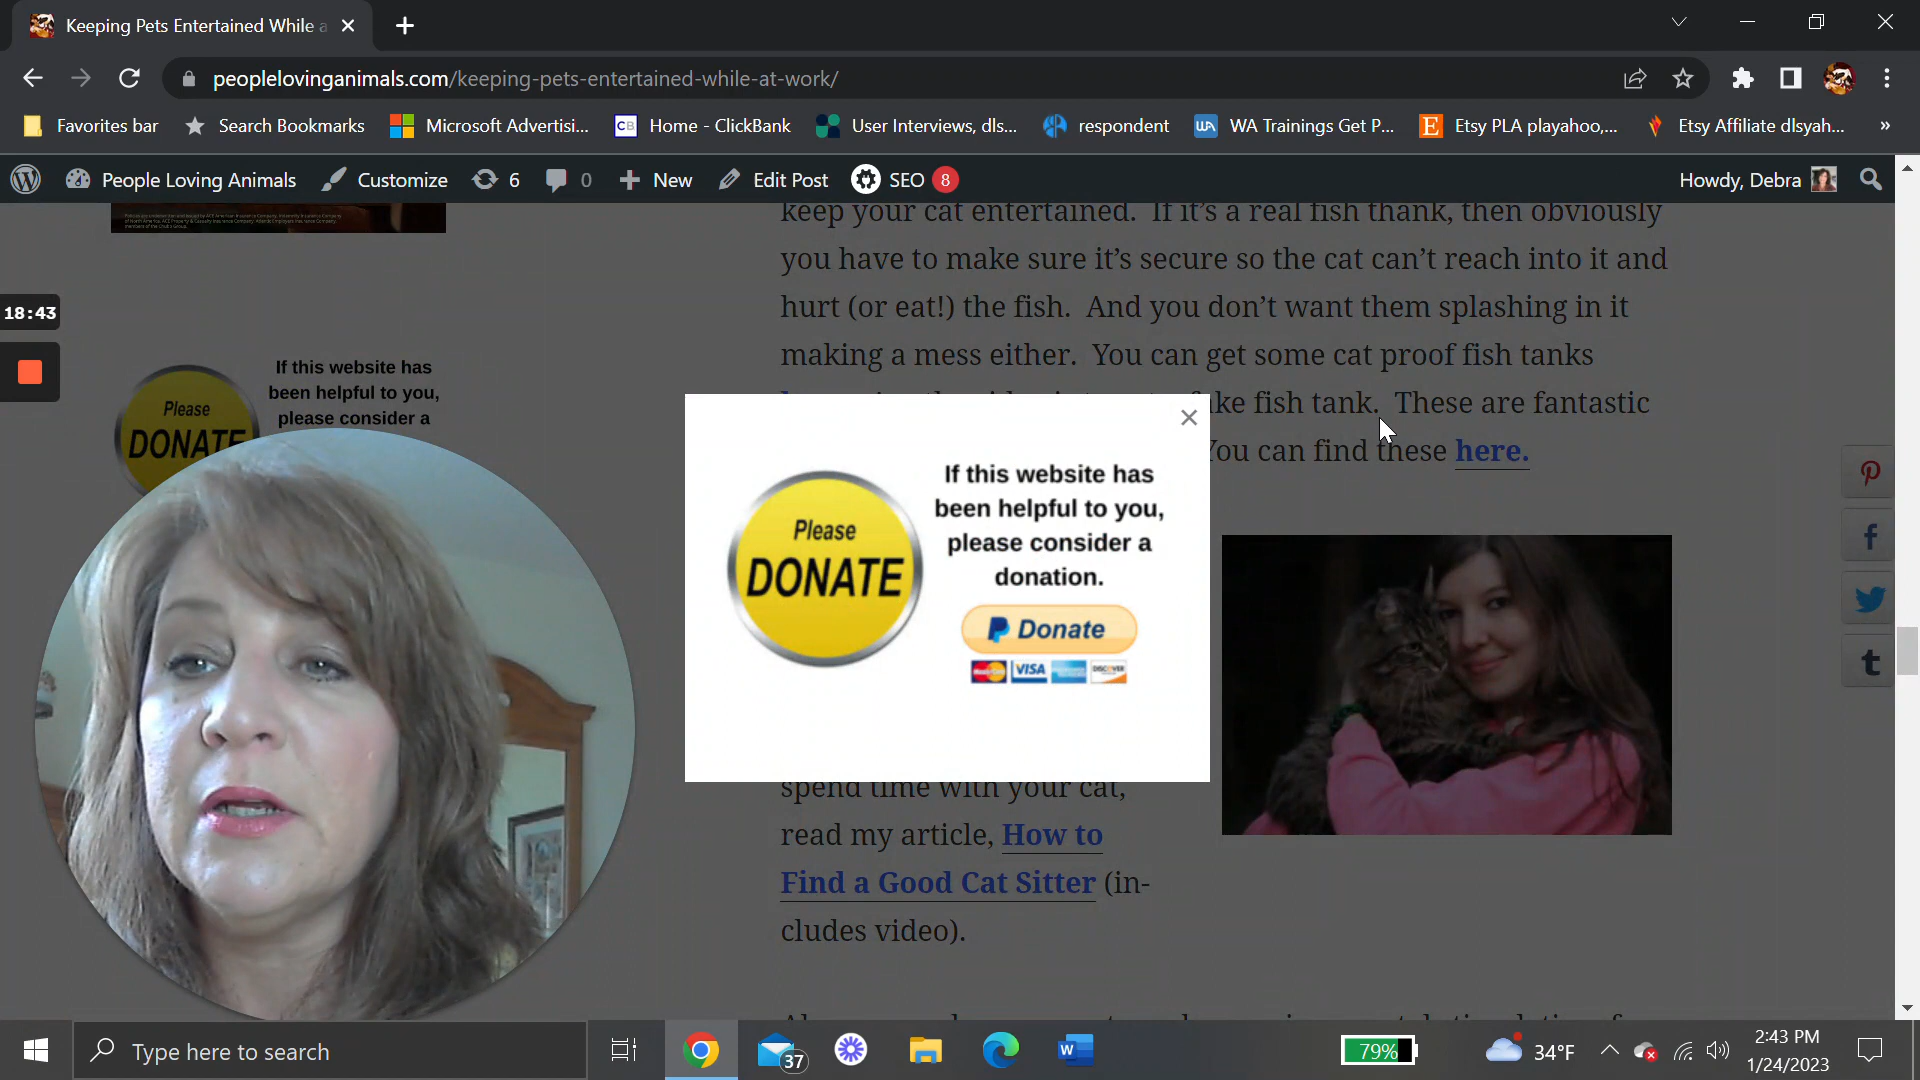 Keeping Pets Entertained While a
peoplelovinganimals.com/keeping-pets-entertained-while-at-work/
Favorites bar
Search Bookmarks
Microsoft Advertisi...
CB Home - ClickBank
User Interviews, dls...
respondent
WA WA Trainings Get P...
E Etsy PLA playahoo,...
Etsy Affiliate dlsyah...
»
People Loving Animals
Customize
6
0
New
Edit Post
SEO 8
Howdy, Debra
18:43
If this website has
been helpful to you,
please consider a
Please
DONATE
keep your cat entertained. If it's a real fish thank, then obviously
you have to make sure it's secure so the cat can't reach into it and
hurt (or eat!) the fish. And you don't want them splashing in it
making a mess either. You can get some cat proof fish tanks
fish tank. These are fantastic
You can find these here.
Please
DONATE
If this website has
been helpful to you,
please consider a
donation.
Donate
VISA
DISCOVER
spend time with your cat,
read my article, How to
Find a Good Cat Sitter (in-
cludes video).
Type here to search
37
W
79%
34°F
2:43 PM
1/24/2023